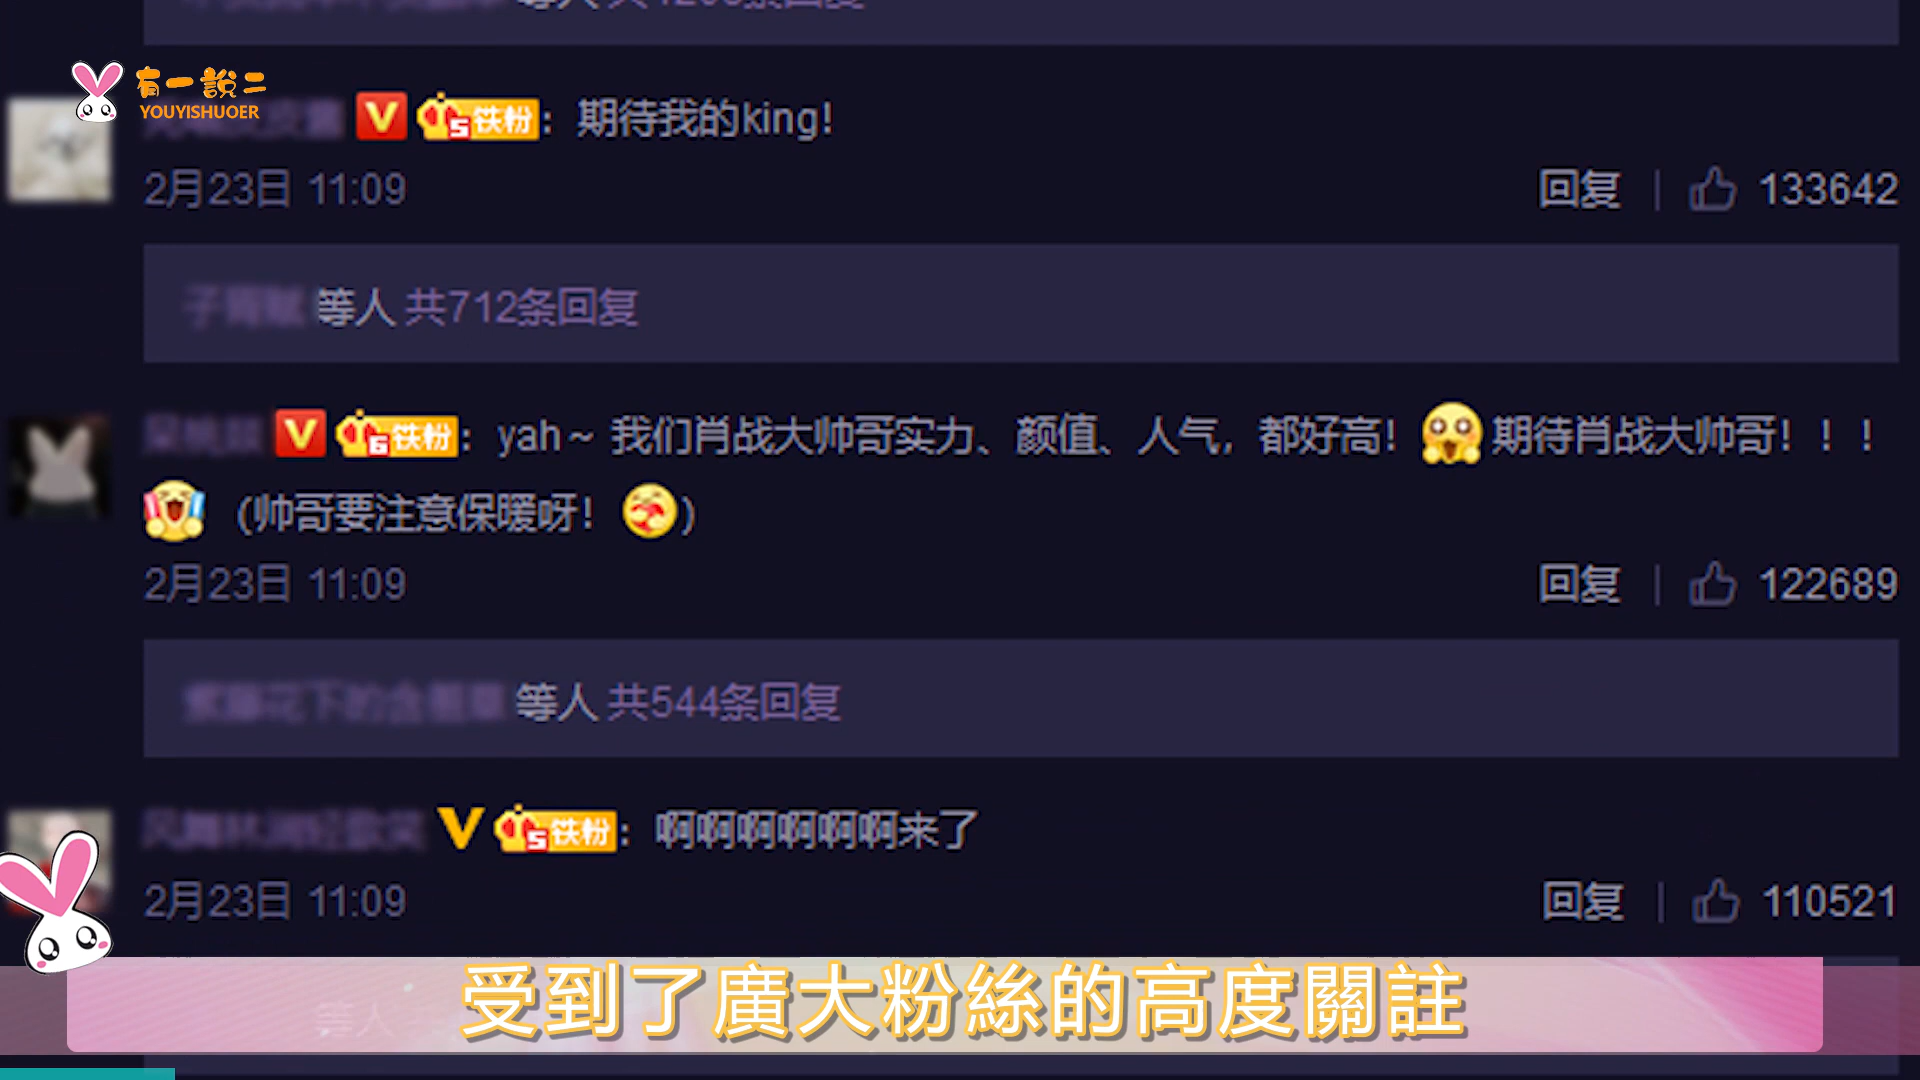 有一說二
YOUYISHUOER
V 5 铁粉：期待我的king！
2月23日 11:09
回复 | 133642
等人 共712条回复
V 6 铁粉：yah～ 我们肖战大帅哥实力、颜值、人气，都好高！期待肖战大帅哥！！！
（帅哥要注意保暖呀！）
2月23日 11:09
回复 | 122689
等人 共544条回复
V 5 铁粉：啊啊啊啊啊啊来了
2月23日 11:09
回复 | 110521
受到了廣大粉絲的高度關註